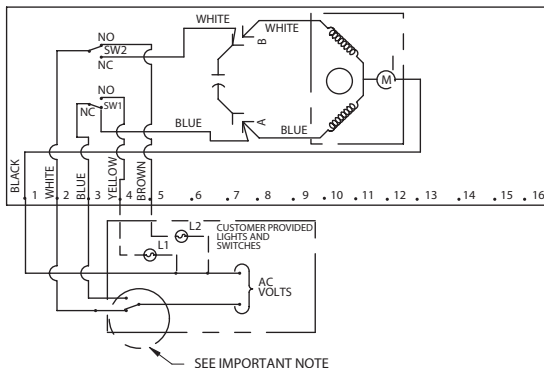 WHITE
NO
SW2
NC
B
WHITE
NO
SW1
NC
M
A
BLUE
BLUE
BLACK
WHITE
BLUE
YELLOW
BROWN
1 2 3 4 5 6 7 8 9 10 11 12 13 14 15 16
L2
CUSTOMER PROVIDED
LIGHTS AND
SWITCHES
L1
AC
VOLTS
SEE IMPORTANT NOTE